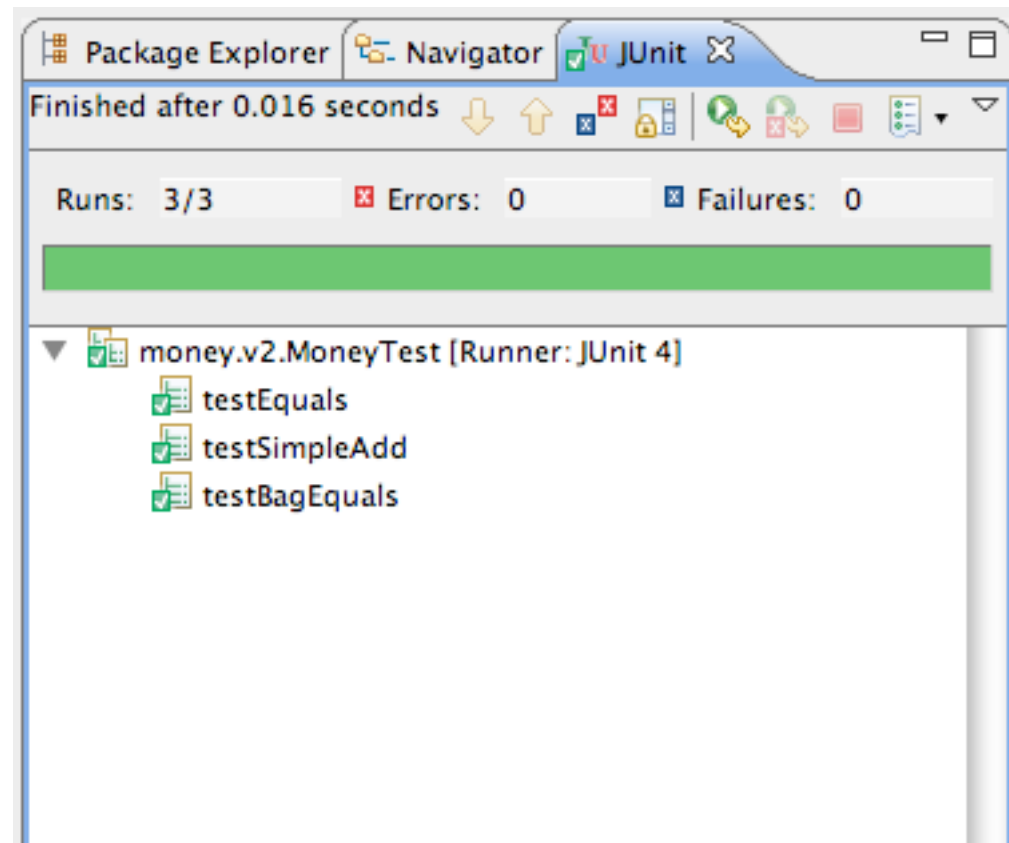 Package Explorer Navigator JUnit
Finished after 0.016 seconds
Runs: 3/3 Errors: 0 Failures: 0
money.v2.MoneyTest [Runner: JUnit 4]
testEquals
testSimpleAdd
testBagEquals